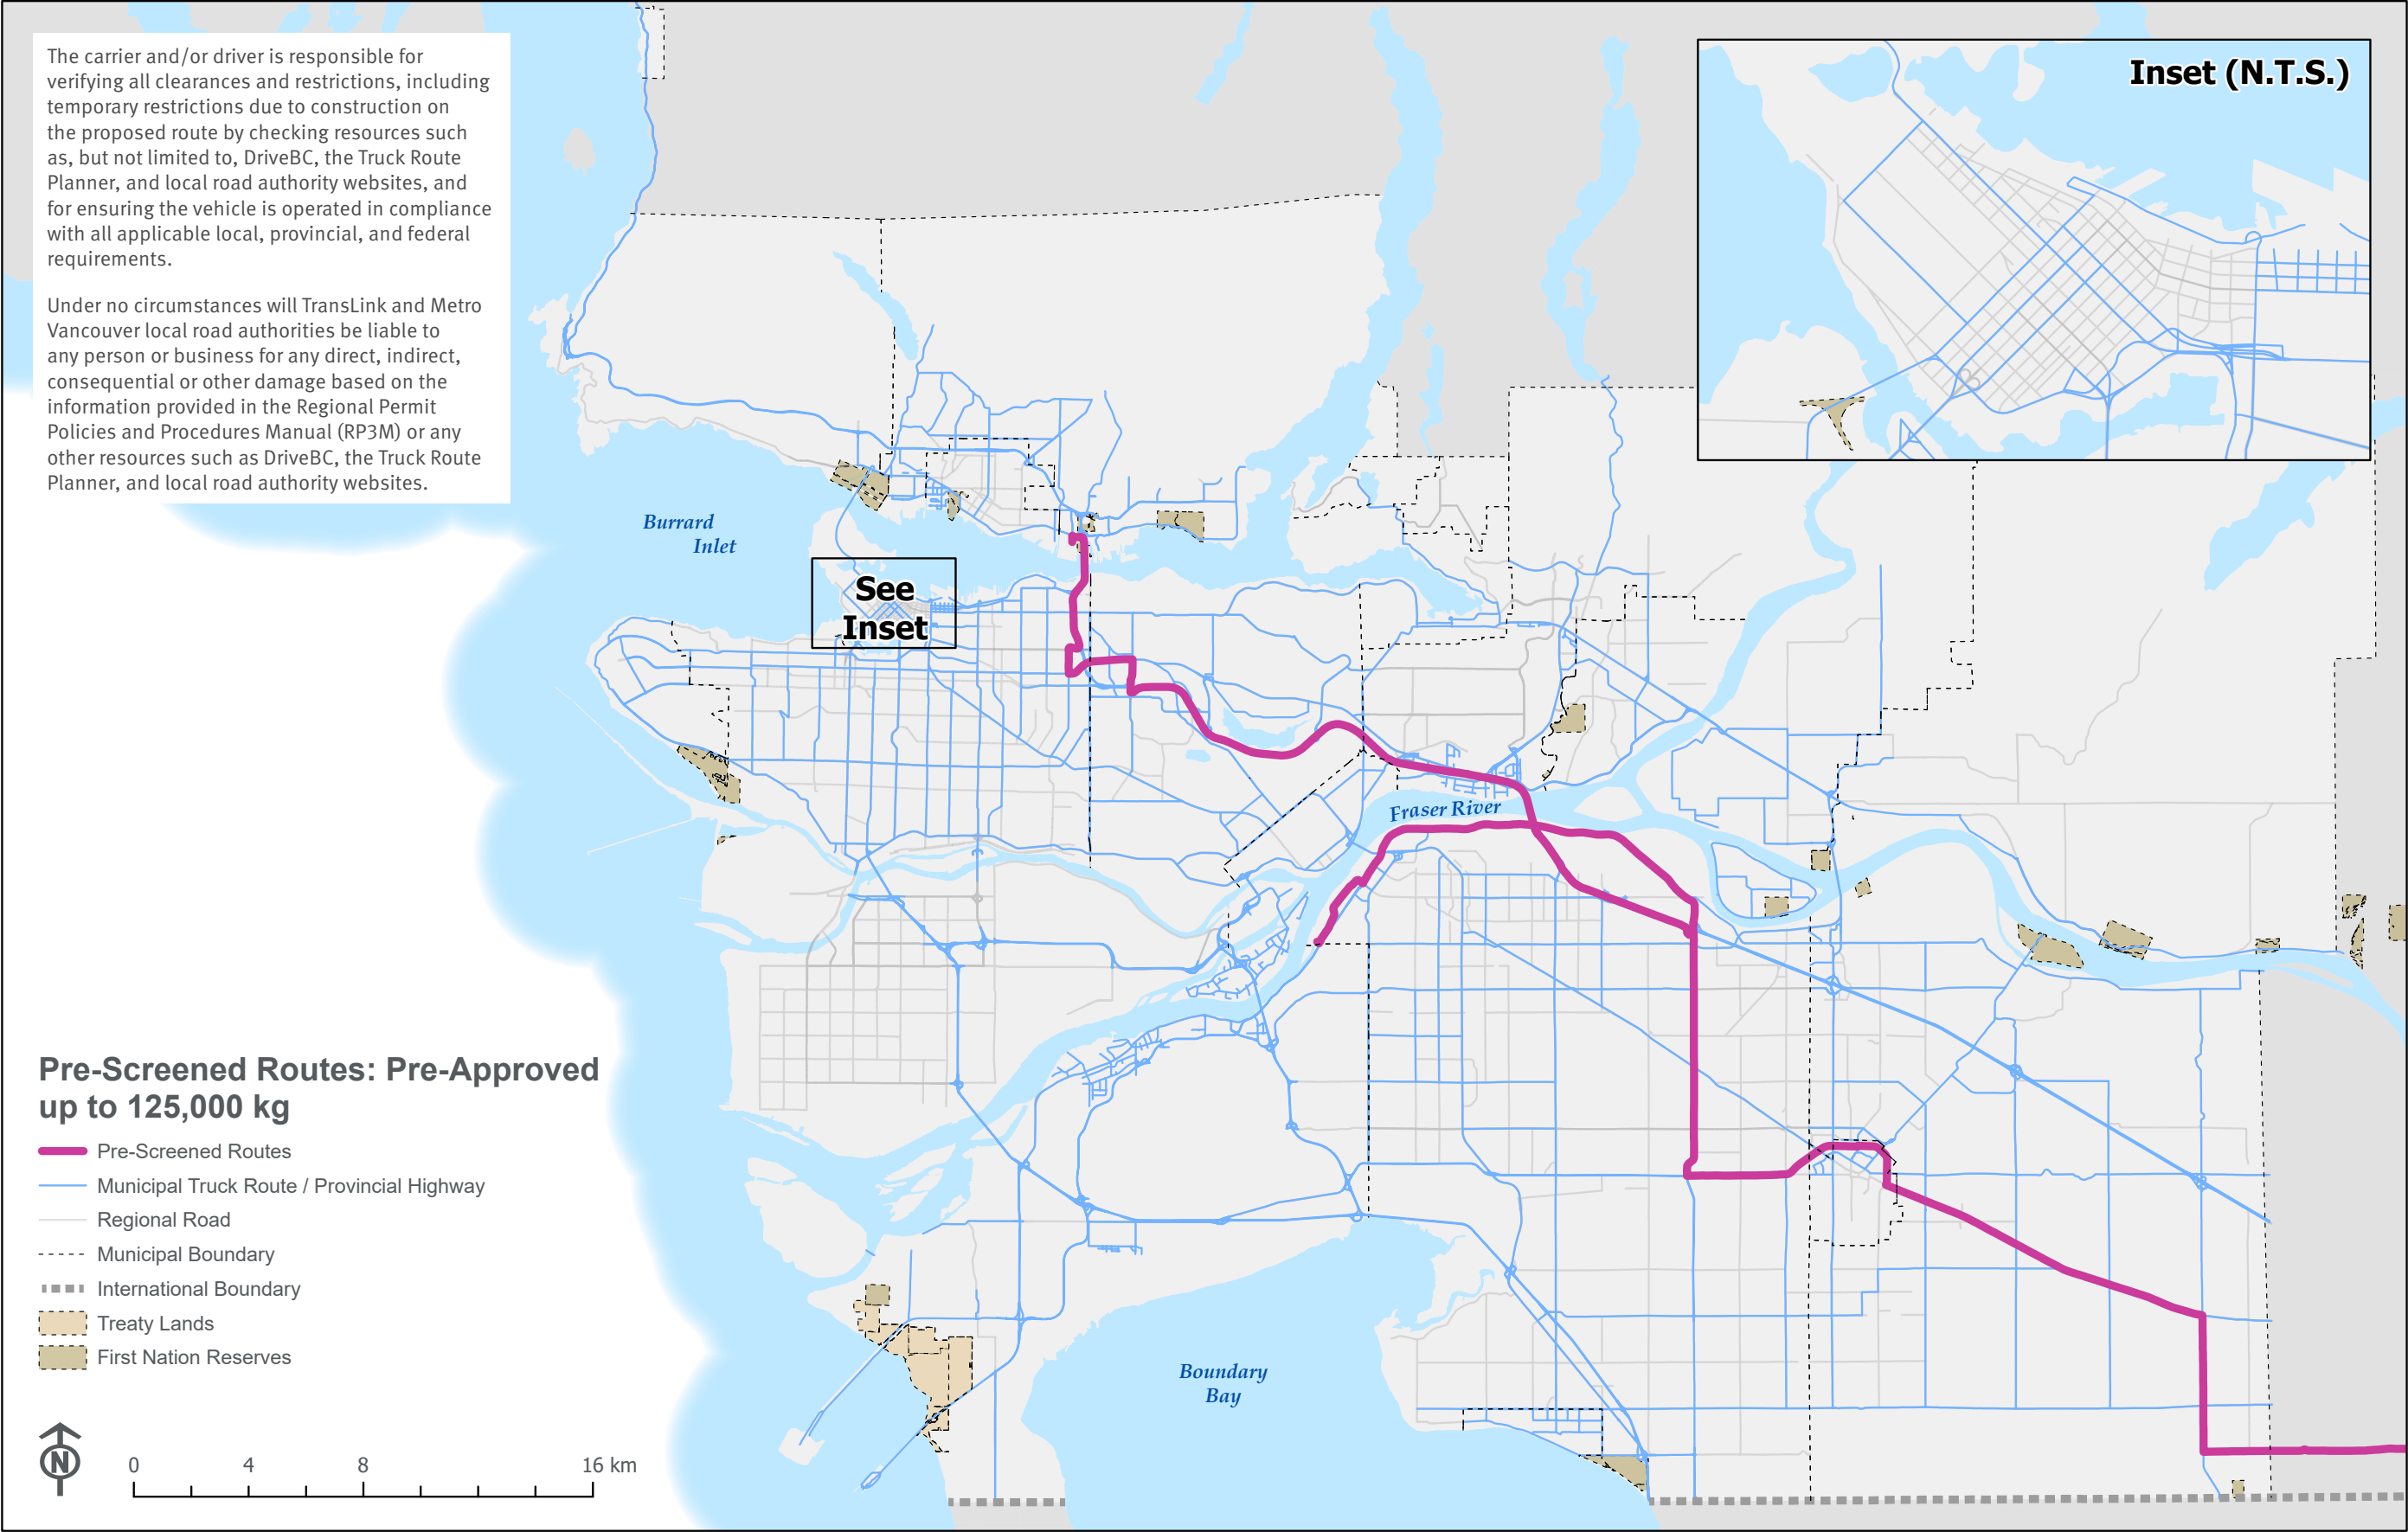 The carrier and/or driver is responsible for
verifying all clearances and restrictions, including
temporary restrictions due to construction on
the proposed route by checking resources such
as, but not limited to, DriveBC, the Truck Route
Planner, and local road authority websites, and
for ensuring the vehicle is operated in compliance
with all applicable local, provincial, and federal
requirements.
Under no circumstances will TransLink and Metro
Vancouver local road authorities be liable to
any person or business for any direct, indirect,
consequential or other damage based on the
information provided in the Regional Permit
Policies and Procedures Manual (RP3M) or any
other resources such as DriveBC, the Truck Route
Planner, and local road authority websites.
Inset (N.T.S.)
Burrard
Inlet
See
Inset
Fraser River
Boundary
Bay
Pre-Screened Routes: Pre-Approved
up to 125,000 kg
Pre-Screened Routes
Municipal Truck Route / Provincial Highway
Regional Road
Municipal Boundary
International Boundary
Treaty Lands
First Nation Reserves
N
0 4 8 16 km